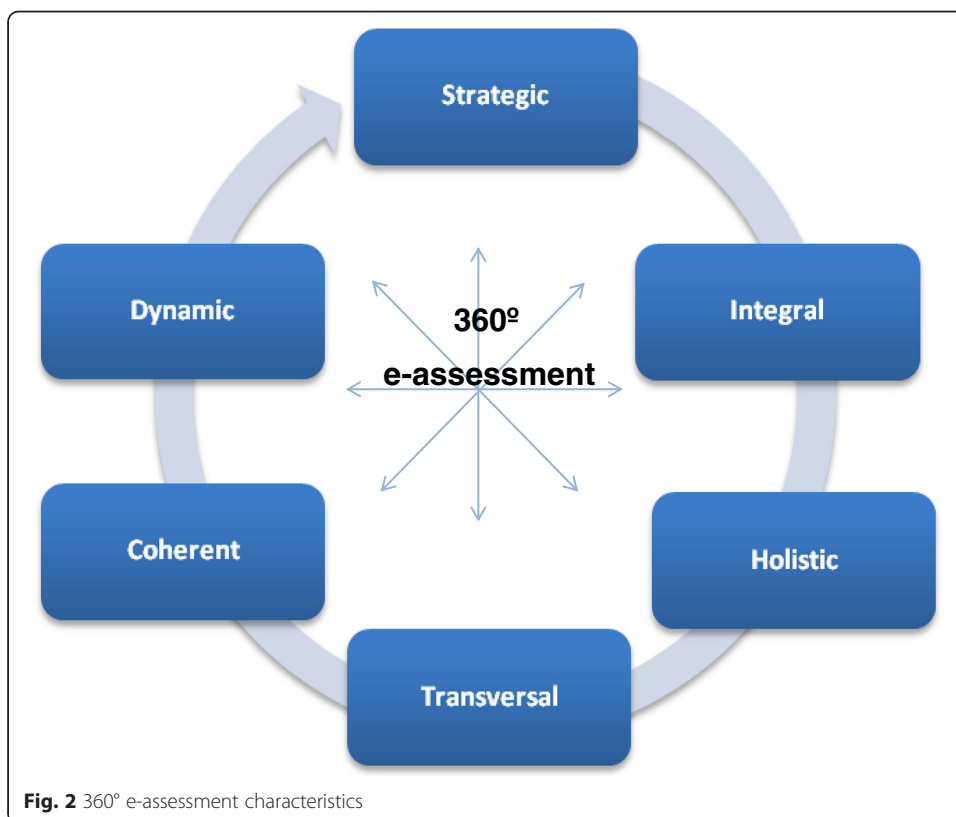 Strategic
Dynamic
360º
Integral
e-assessment
Coherent
Holistic
Transversal
Fig. 2 360° e-assessment characteristics